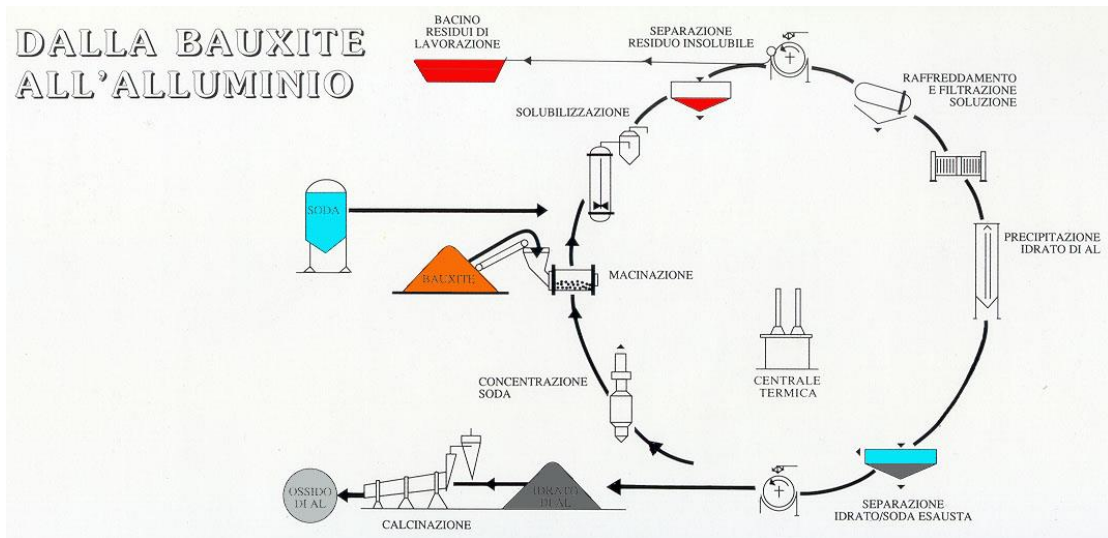 DALLA BAUXITE
ALL'ALLUMINIO
BACINO
RESIDUI DI
LAVORAZIONE
SEPARAZIONE
RESIDUO INSOLUBILE
RAFFREDDAMENTO
E FILTRAZIONE
SOLUZIONE
SOLUBILIZZAZIONE
SODA
PRECIPITAZIONE
IDRATO DI AL
BAUXITE
MACINAZIONE
CONCENTRAZIONE
SODA
CENTRALE
TERMICA
OSSIDO
DI AL
IDRATO
DI AL
CALCINAZIONE
SEPARAZIONE
IDRATO/SODA ESAUSTA